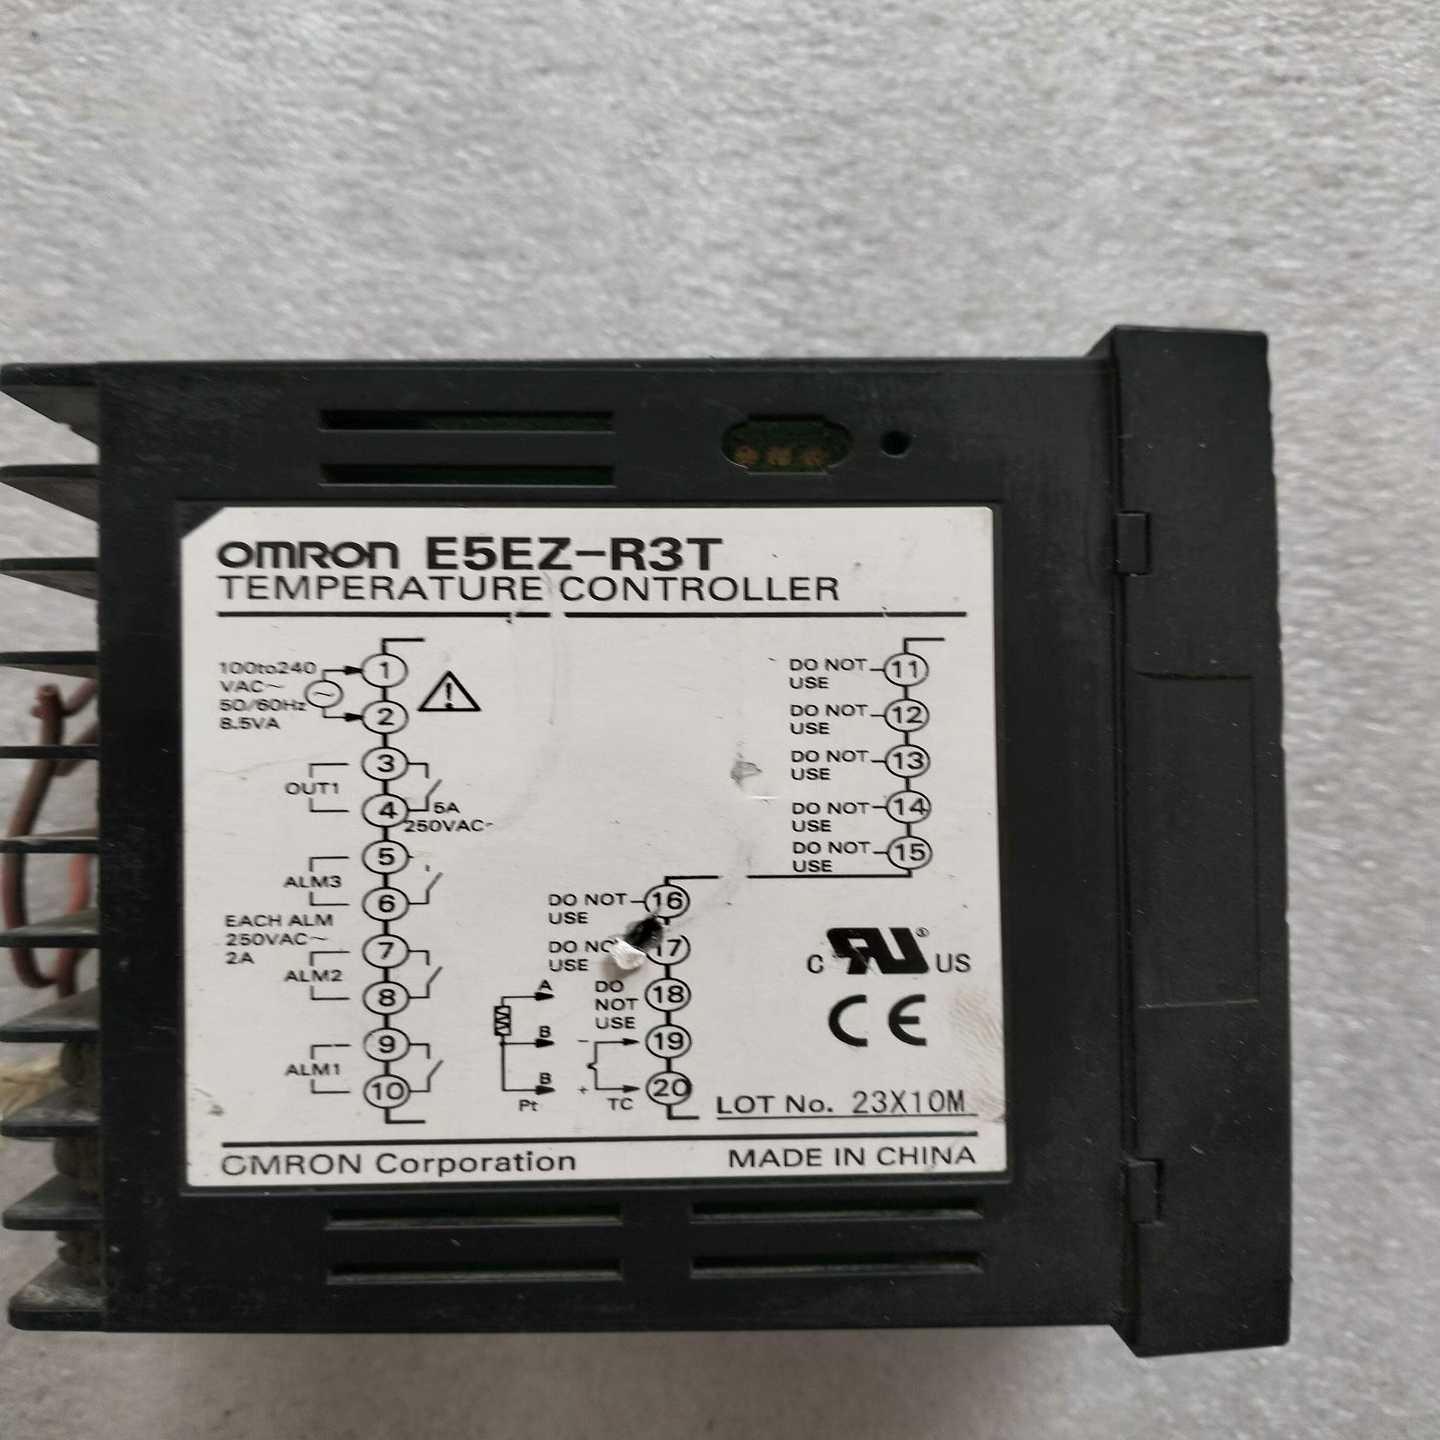 OMRON E5EZ-R3T
TEMPERATURE CONTROLLER
100to240
VAC~
50/60Hz
8.5VA
~
1
2
3
4
OUT1
5A
250VAC~
5
6
ALM3
EACH ALM
250VAC~
2A
7
8
ALM2
9
10
ALM1
DO NOT
USE
11
DO NOT
USE
12
DO NOT
USE
13
DO NOT
USE
14
DO NOT
USE
15
DO NOT
USE
16
DO NO
USE
17
DO
NOT
USE
18
19
20
A
B
B
Pt
-
+
TC
C RU ® US
CE
LOT No. 23X10M
OMRON Corporation
MADE IN CHINA